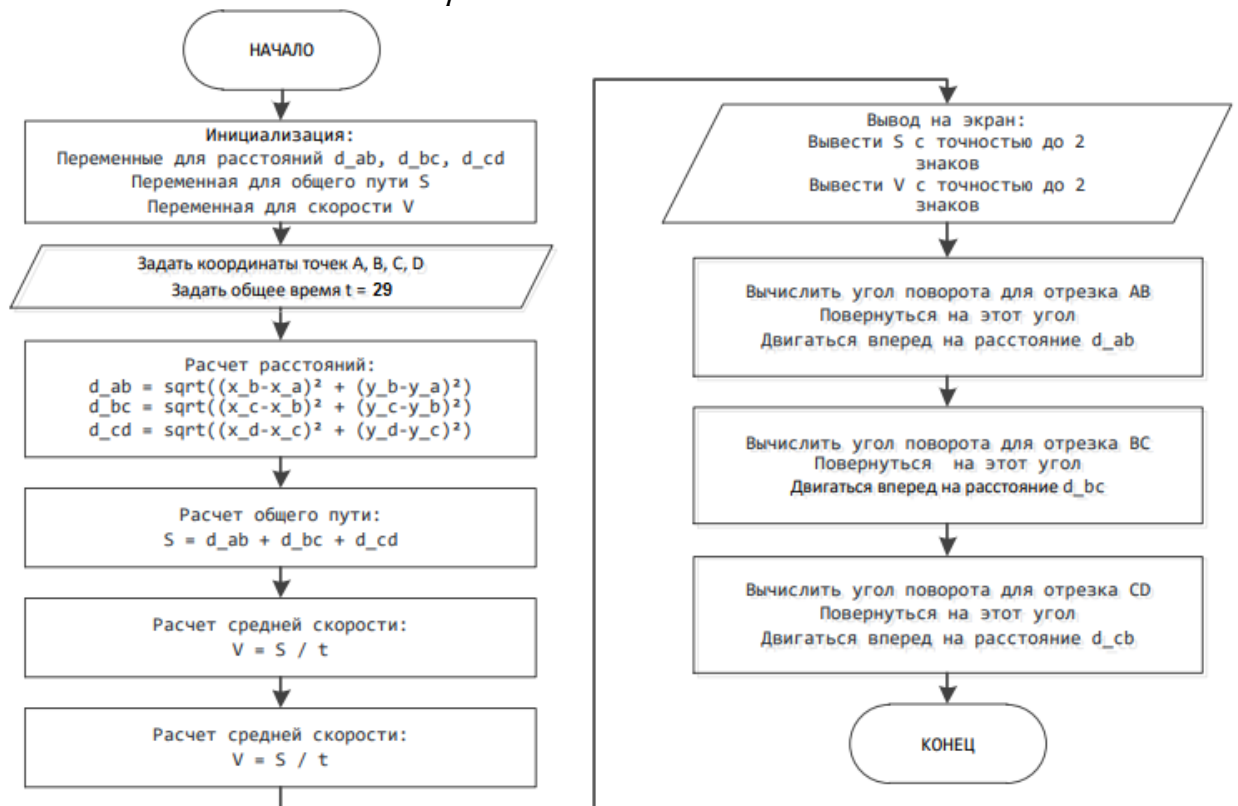 НАЧАЛО
Инициализация:
Переменные для расстояний d_ab, d_bc, d_cd
Переменная для общего пути S
Переменная для скорости V
Задать координаты точек A, B, C, D
Задать общее время t = 29
Расчет расстояний:
d_ab = sqrt((x_b-x_a)² + (y_b-y_a)²)
d_bc = sqrt((x_c-x_b)² + (y_c-y_b)²)
d_cd = sqrt((x_d-x_c)² + (y_d-y_c)²)
Расчет общего пути:
S = d_ab + d_bc + d_cd
Расчет средней скорости:
V = S / t
Расчет средней скорости:
V = S / t
Вывод на экран:
Вывести S с точностью до 2
знаков
Вывести V с точностью до 2
знаков
Вычислить угол поворота для отрезка AB
Повернуться на этот угол
Двигаться вперед на расстояние d_ab
Вычислить угол поворота для отрезка BC
Повернуться на этот угол
Двигаться вперед на расстояние d_bc
Вычислить угол поворота для отрезка CD
Повернуться на этот угол
Двигаться вперед на расстояние d_cb
КОНЕЦ